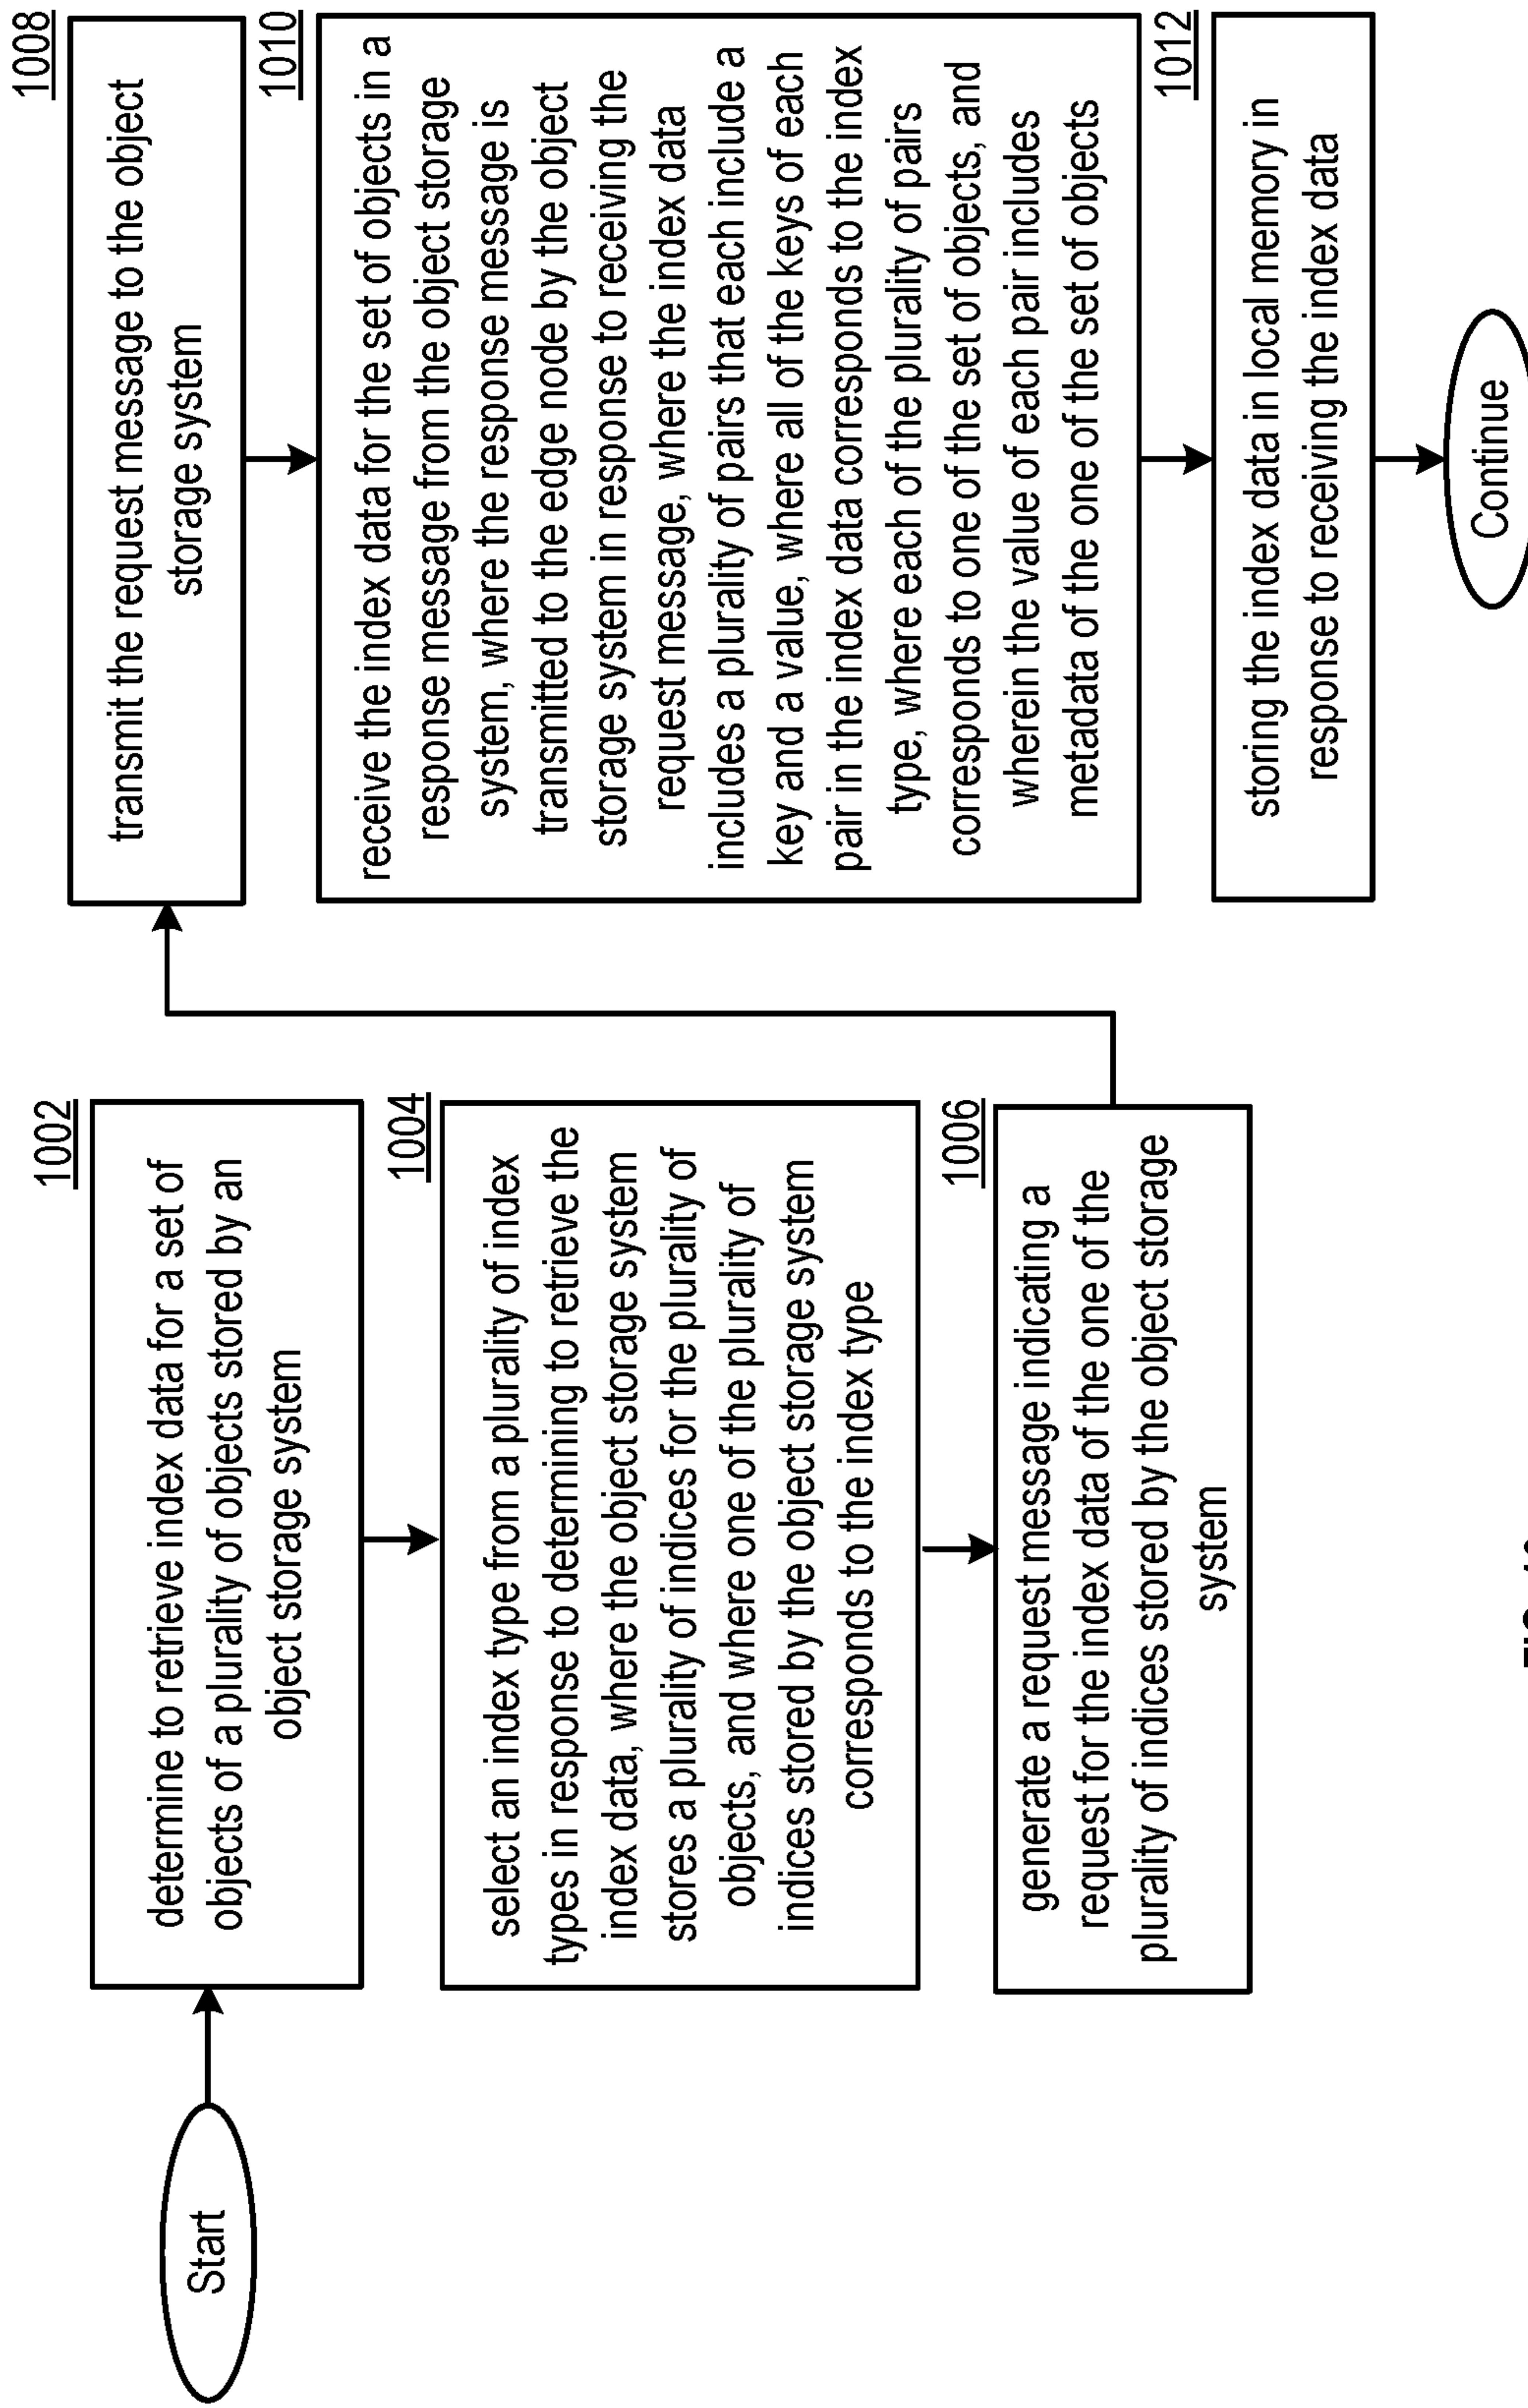 Start
1002
determine to retrieve index data for a set of
objects of a plurality of objects stored by an
object storage system
1004
select an index type from a plurality of index
types in response to determining to retrieve the
index data, where the object storage system
stores a plurality of indices for the plurality of
objects, and where one of the plurality of
indices stored by the object storage system
corresponds to the index type
1006
generate a request message indicating a
request for the index data of the one of the
plurality of indices stored by the object storage
system
1008
transmit the request message to the object
storage system
1010
receive the index data for the set of objects in a
response message from the object storage
system, where the response message is
transmitted to the edge node by the object
storage system in response to receiving the
request message, where the index data
includes a plurality of pairs that each include a
key and a value, where all of the keys of each
pair in the index data corresponds to the index
type, where each of the plurality of pairs
corresponds to one of the set of objects, and
wherein the value of each pair includes
metadata of the one of the set of objects
1012
storing the index data in local memory in
response to receiving the index data
Continue